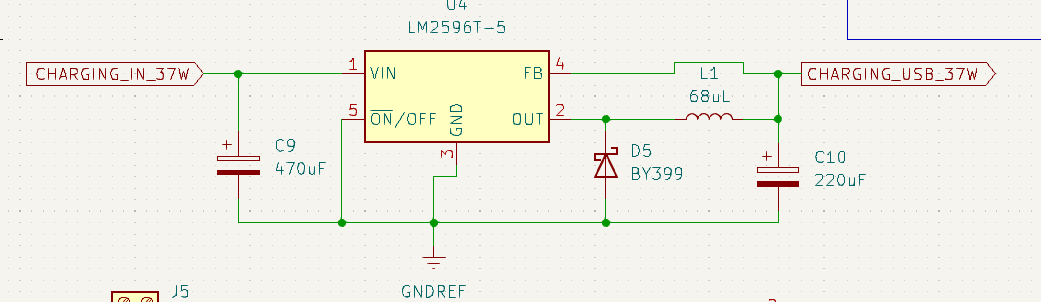 U4
LM2596T-5
CHARGING_IN_37W
1
VIN
FB
4
L1
68uL
CHARGING_USB_37W
5
ON/OFF
GND
OUT
2
3
+
C9
470uF
D5
BY399
+
C10
220uF
GNDREF
J5